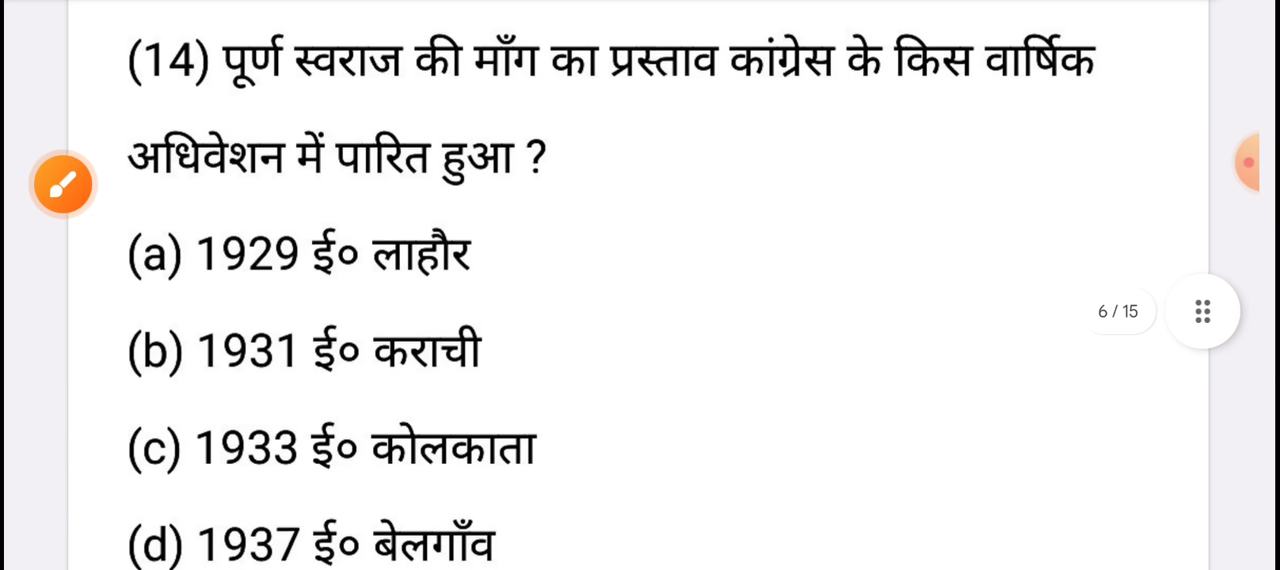 (14) पूर्ण स्वराज की माँग का प्रस्ताव कांग्रेस के किस वार्षिक
अधिवेशन में पारित हुआ ?
(a) 1929 ई० लाहौर
(b) 1931 ई० कराची
6 / 15
(c) 1933 ई० कोलकाता
(d) 1937 ई० बेलगाँव